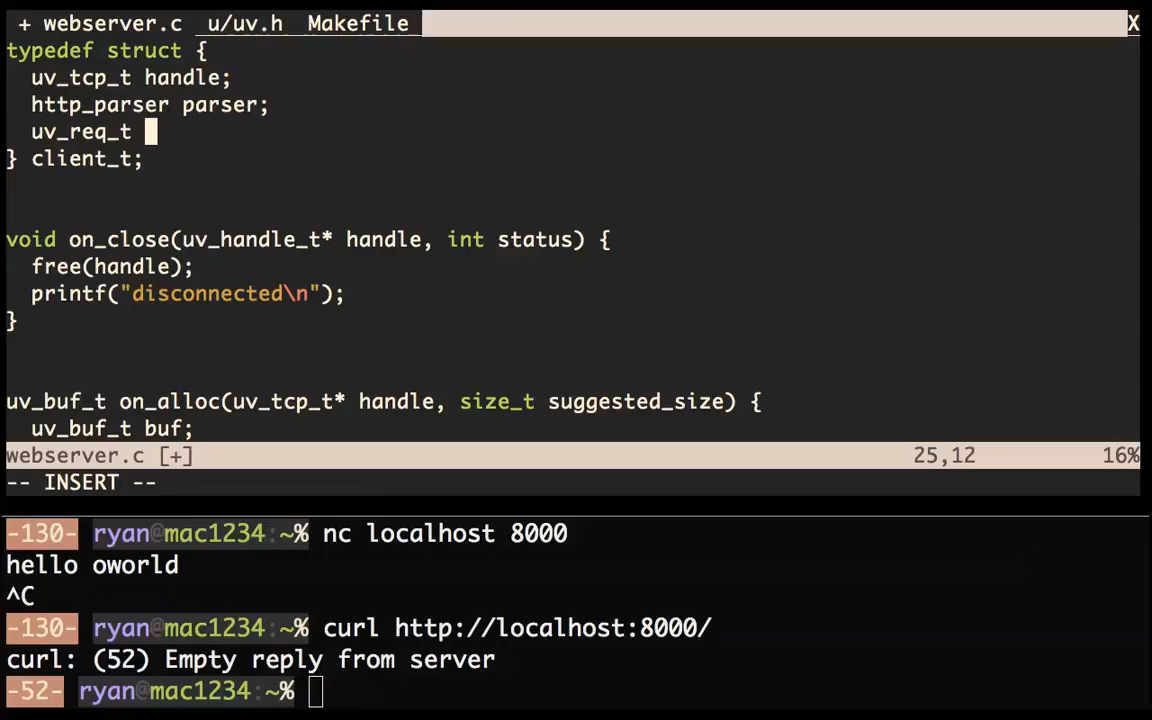 + webserver.c  u/uv.h  Makefile X
typedef struct {
  uv_tcp_t handle;
  http_parser parser;
  uv_req_t
} client_t;
void on_close(uv_handle_t* handle, int status) {
  free(handle);
  printf("disconnected\n");
}
uv_buf_t on_alloc(uv_tcp_t* handle, size_t suggested_size) {
  uv_buf_t buf;
webserver.c [+] 25,12 16%
-- INSERT --
-130- ryan@mac1234:~% nc localhost 8000
hello oworld
^C
-130- ryan@mac1234:~% curl http://localhost:8000/
curl: (52) Empty reply from server
-52- ryan@mac1234:~%